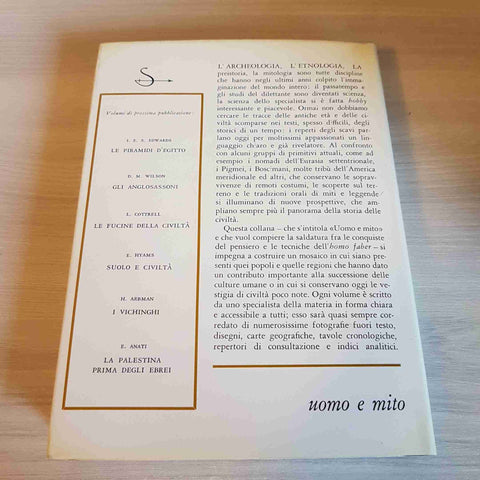 S
Volumi di prossima pubblicazione:
I. E. S. EDWARDS
LE PIRAMIDI D'EGITTO
D. M. WILSON
GLI ANGLOSASSONI
L. COTTRELL
LE FUCINE DELLA CIVILTÀ
E. HYAMS
SUOLO E CIVILTÀ
H. ARBMAN
I VICHINGHI
E. ANATI
LA PALESTINA
PRIMA DEGLI EBREI
L'ARCHEOLOGIA, L'ETNOLOGIA, LA
preistoria, la mitologia sono tutte discipline
che hanno negli ultimi anni colpito l'imma-
ginazione del mondo intero: il passatempo e
gli studi del dilettante sono diventati scienza,
la scienza dello specialista si è fatta hobby
interessante e piacevole. Ormai non dobbiamo
cercare le tracce delle antiche età e delle ci-
viltà scomparse nei testi, spesso difficili, degli
storici di un tempo: i reperti degli scavi par-
lano oggi per moltissimi appassionati un lin-
guaggio chiaro e già rivelatore. Al confronto
con alcuni gruppi di primitivi attuali, come ad
esempio i nomadi dell'Eurasia settentrionale,
i Pigmei, i Boscimani, molte tribù dell'America
meridionale ed altri, che conservano le soprav-
vivenze di remoti costumi, le scoperte sul ter-
reno e le tradizioni orali di miti e leggende
si illuminano di nuove prospettive, che am-
pliano sempre più il panorama della storia delle
civiltà.
Questa collana – che s'intitola «Uomo e mito»
e che vuol compiere la saldatura fra le conquiste
del pensiero e le tecniche dell'homo faber – si
impegna a costruire un mosaico in cui siano pre-
senti quei popoli e quelle regioni che hanno dato
un contributo importante alla successione delle
culture umane o in cui si conservano oggi le ve-
stigia di civiltà poco note. Ogni volume è scritto
da uno specialista della materia in forma chiara
e accessibile a tutti; esso sarà quasi sempre cor-
redato di numerosissime fotografie fuori testo,
disegni, carte geografiche, tavole cronologiche,
repertori di consultazione e indici analitici.
uomo e mito